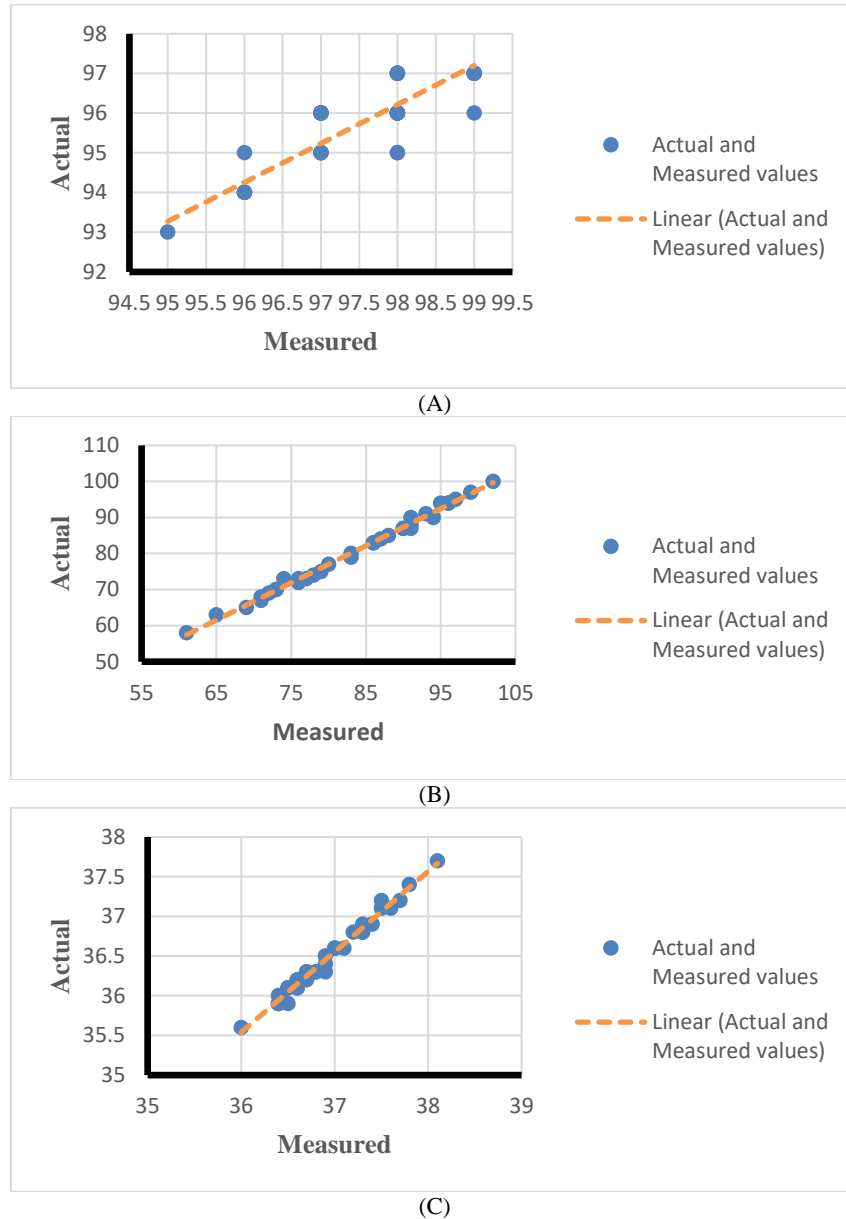 98
97
96
95
94
93
92
Actual
94.5 95 95.5 96 96.5 97 97.5 98 98.5 99 99.5
Measured
Actual and
Measured values
Linear (Actual and
Measured values)
(A)
110
100
90
80
70
60
50
Actual
55 65 75 85 95 105
Measured
Actual and
Measured values
Linear (Actual and
Measured values)
(B)
38
37.5
37
36.5
36
35.5
35
Actual
35 36 37 38 39
Measured
Actual and
Measured values
Linear (Actual and
Measured values)
(C)